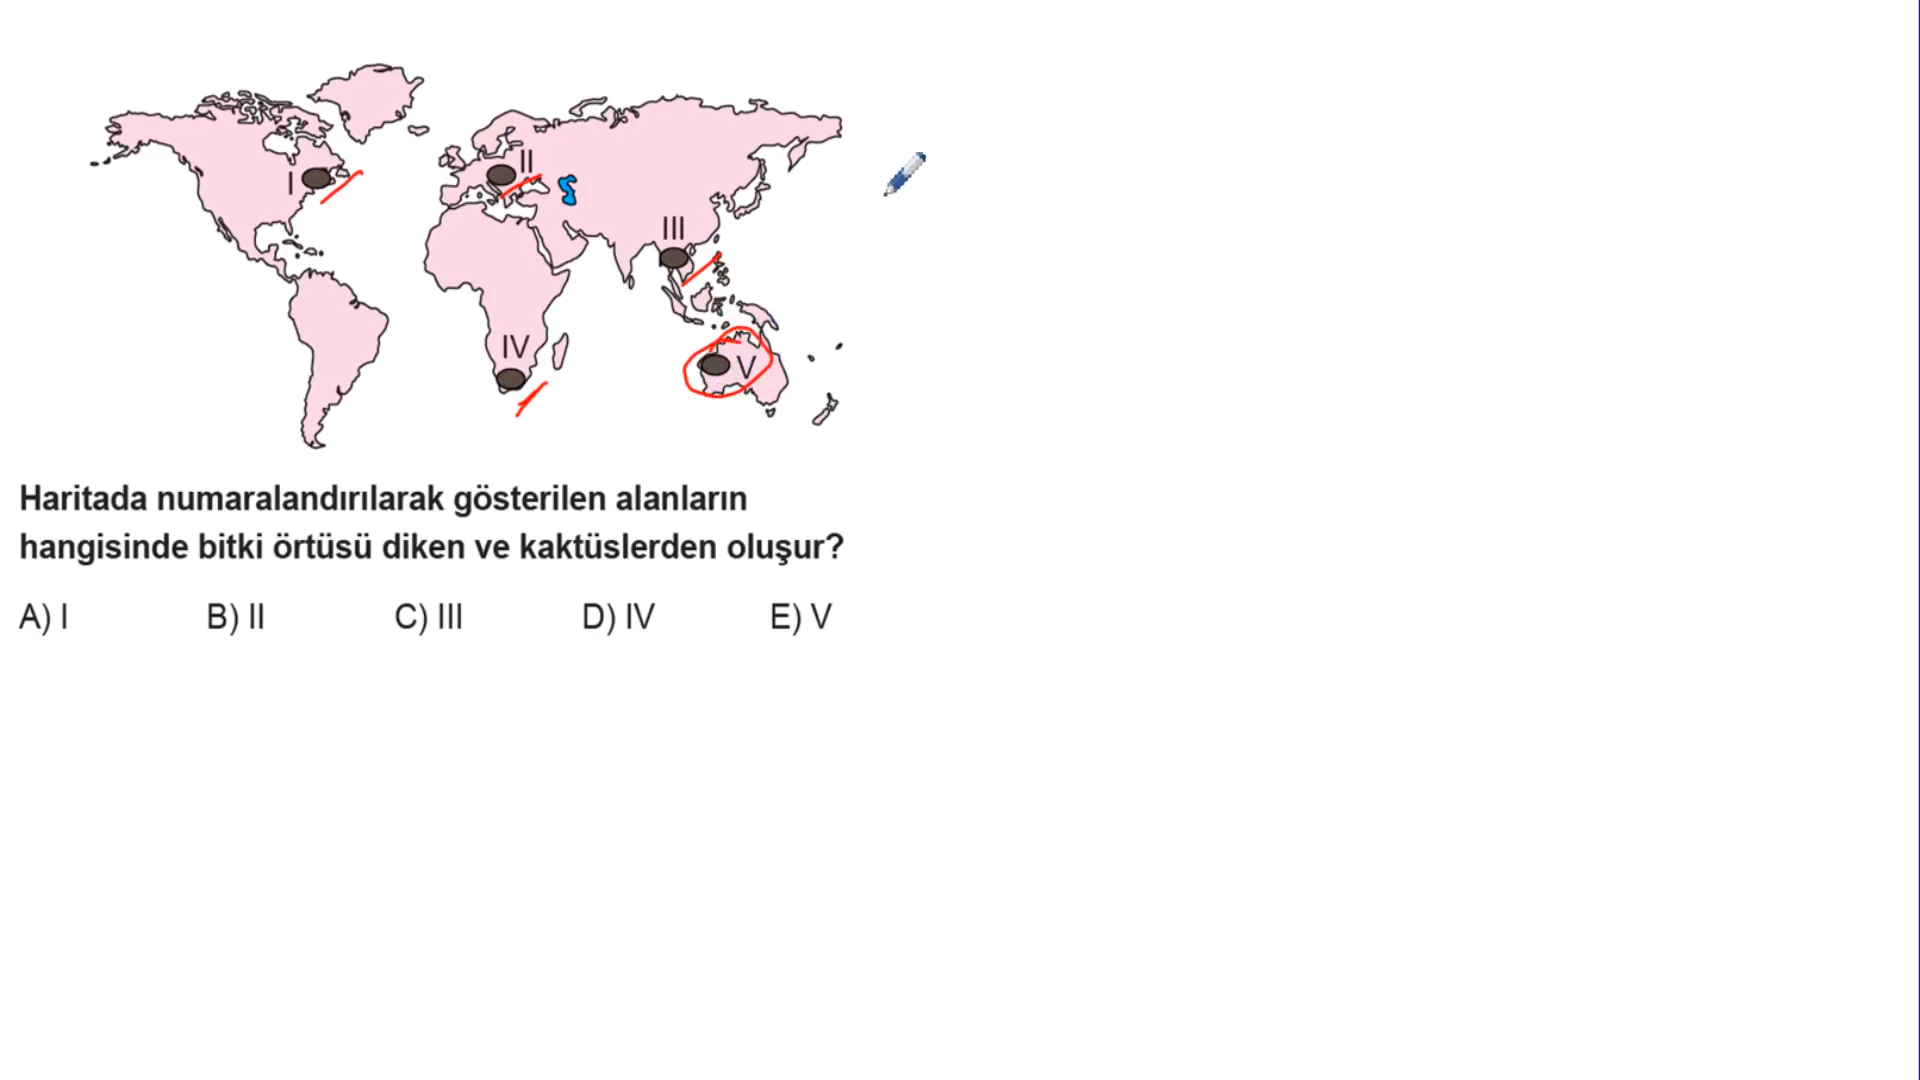 I
II
III
IV
V
Haritada numaralandırılarak gösterilen alanların
hangisinde bitki örtüsü diken ve kaktüslerden oluşur?
A) I B) II C) III D) IV E) V